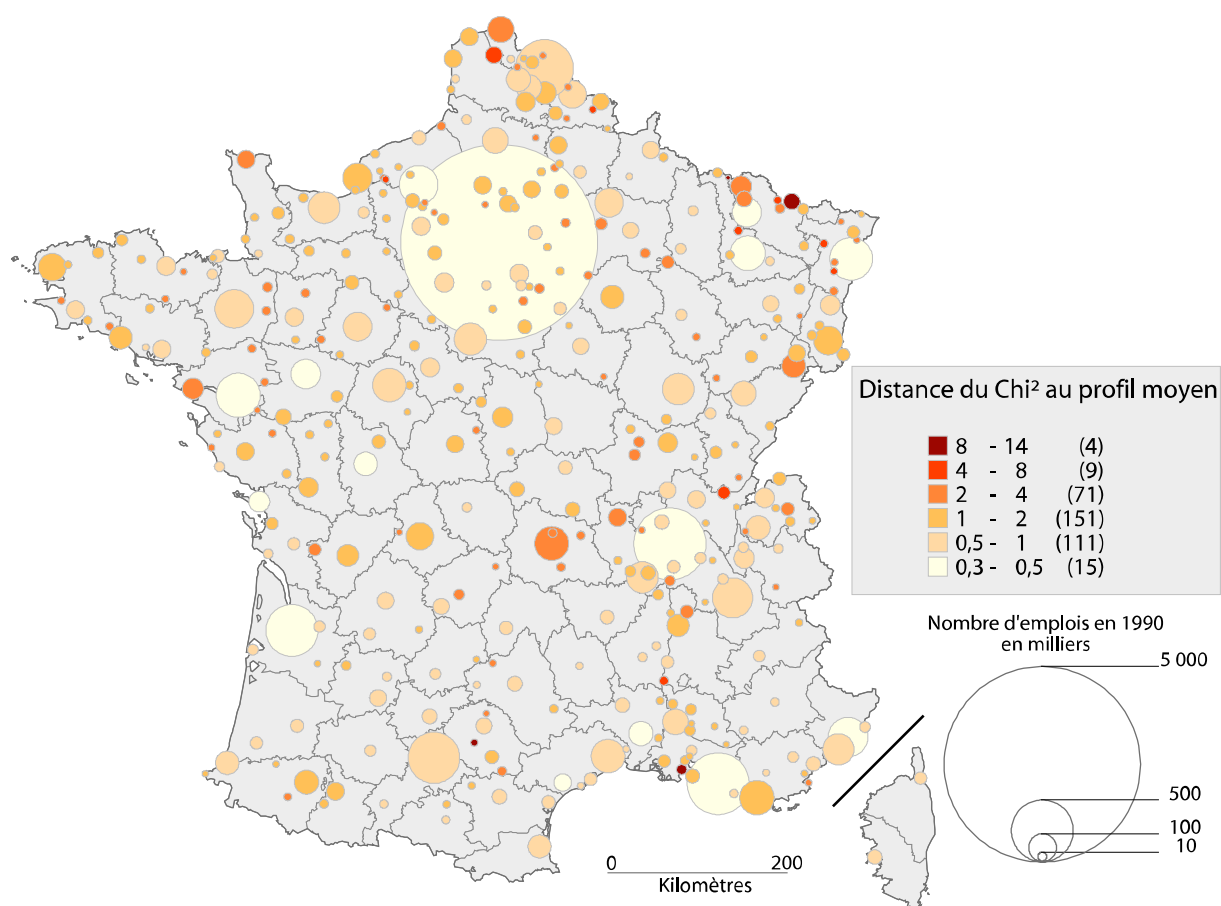 Distance du Chi² au profil moyen
8 - 14 (4)
4 - 8 (9)
2 - 4 (71)
1 - 2 (151)
0,5 - 1 (111)
0,3 - 0,5 (15)
Nombre d'emplois en 1990
en milliers
5 000
500
100
10
0 200
Kilomètres